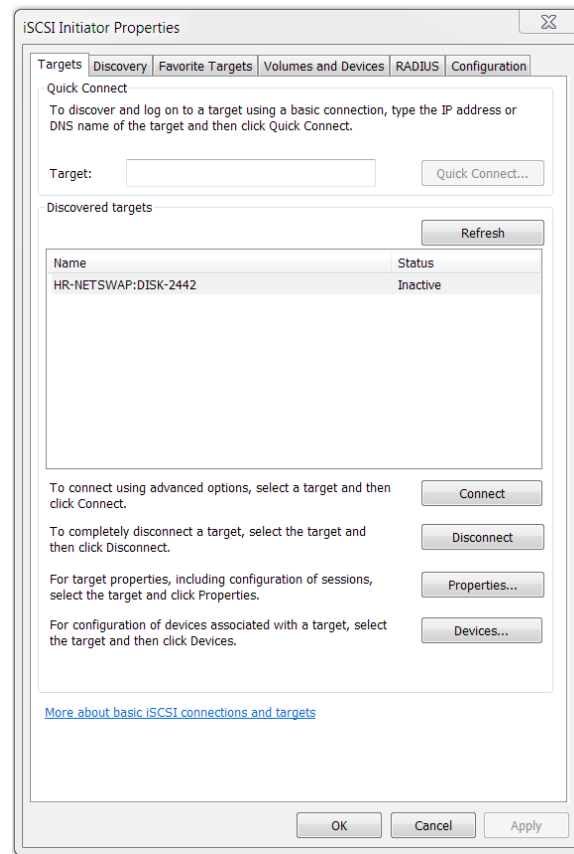 iSCSI Initiator Properties
Targets Discovery Favorite Targets Volumes and Devices RADIUS Configuration
Quick Connect
To discover and log on to a target using a basic connection, type the IP address or
DNS name of the target and then click Quick Connect.
Target: Quick Connect...
Discovered targets
Refresh
Name Status
HR-NETSWAP:DISK-2442 Inactive
To connect using advanced options, select a target and then
click Connect.
Connect
To completely disconnect a target, select the target and
then click Disconnect.
Disconnect
For target properties, including configuration of sessions,
select the target and click Properties.
Properties...
For configuration of devices associated with a target, select
the target and then click Devices.
Devices...
More about basic iSCSI connections and targets
OK Cancel Apply